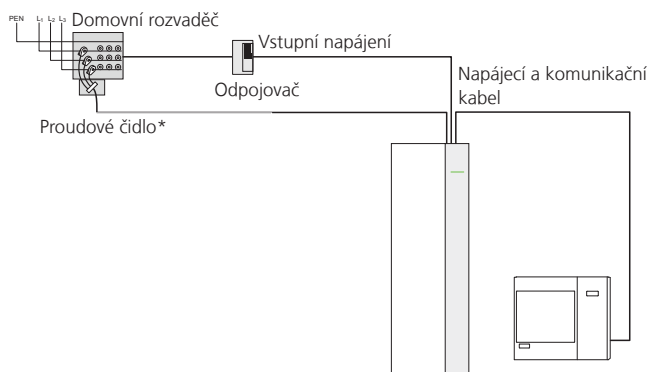 PEN L₁ L₂ L₃ Domovní rozvaděč
Vstupní napájení
Odpojovač
Napájecí a komunikační
kabel
Proudové čidlo*